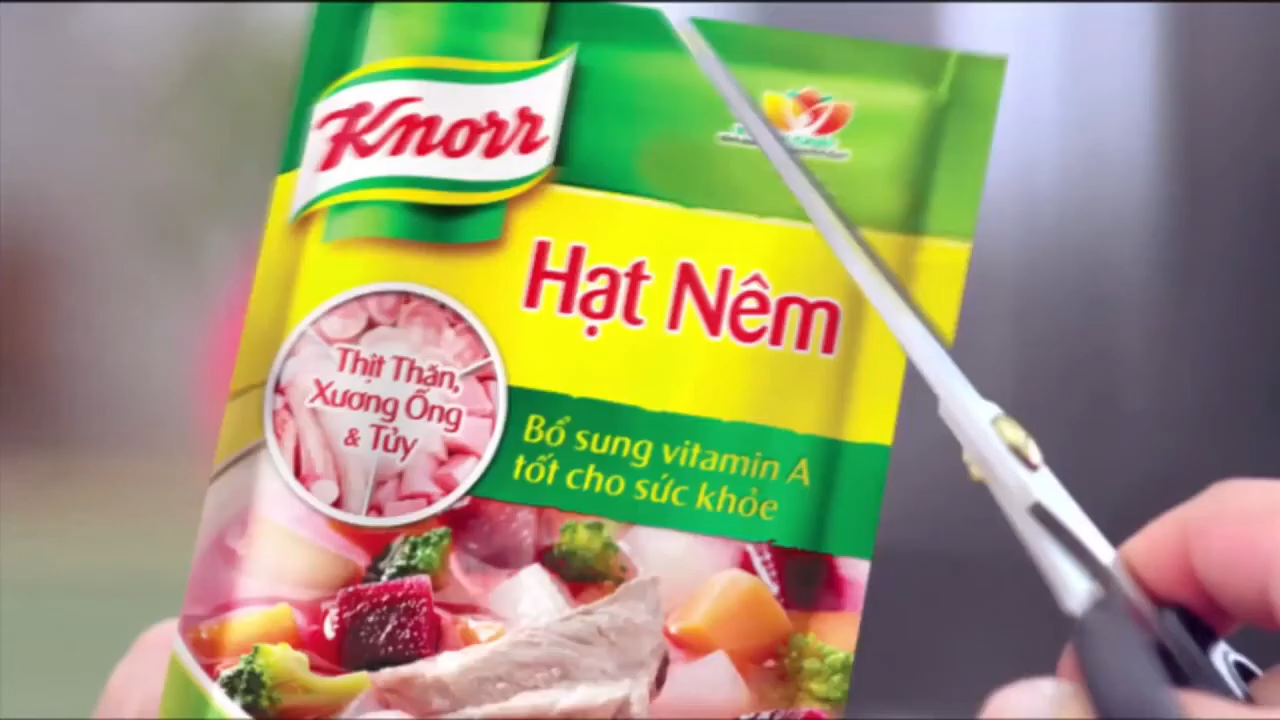 Knorr
Hạt Nêm
Thịt Thăn,
Xương Ống
& Tủy
Bổ sung vitamin A
tốt cho sức khỏe